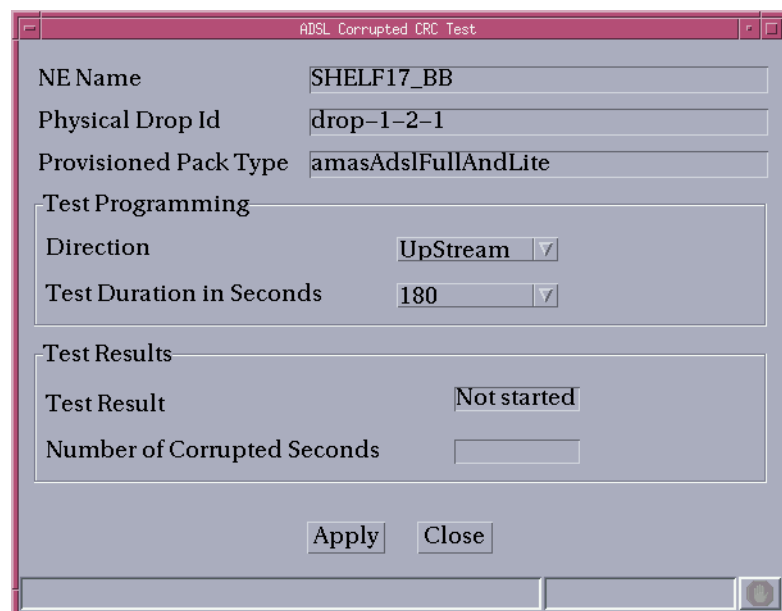 ADSL Corrupted CRC Test
NE Name SHELF17_BB
Physical Drop Id drop-1-2-1
Provisioned Pack Type amasAdslFullAndLite
Test Programming
Direction UpStream
Test Duration in Seconds 180
Test Results
Test Result Not started
Number of Corrupted Seconds
Apply Close